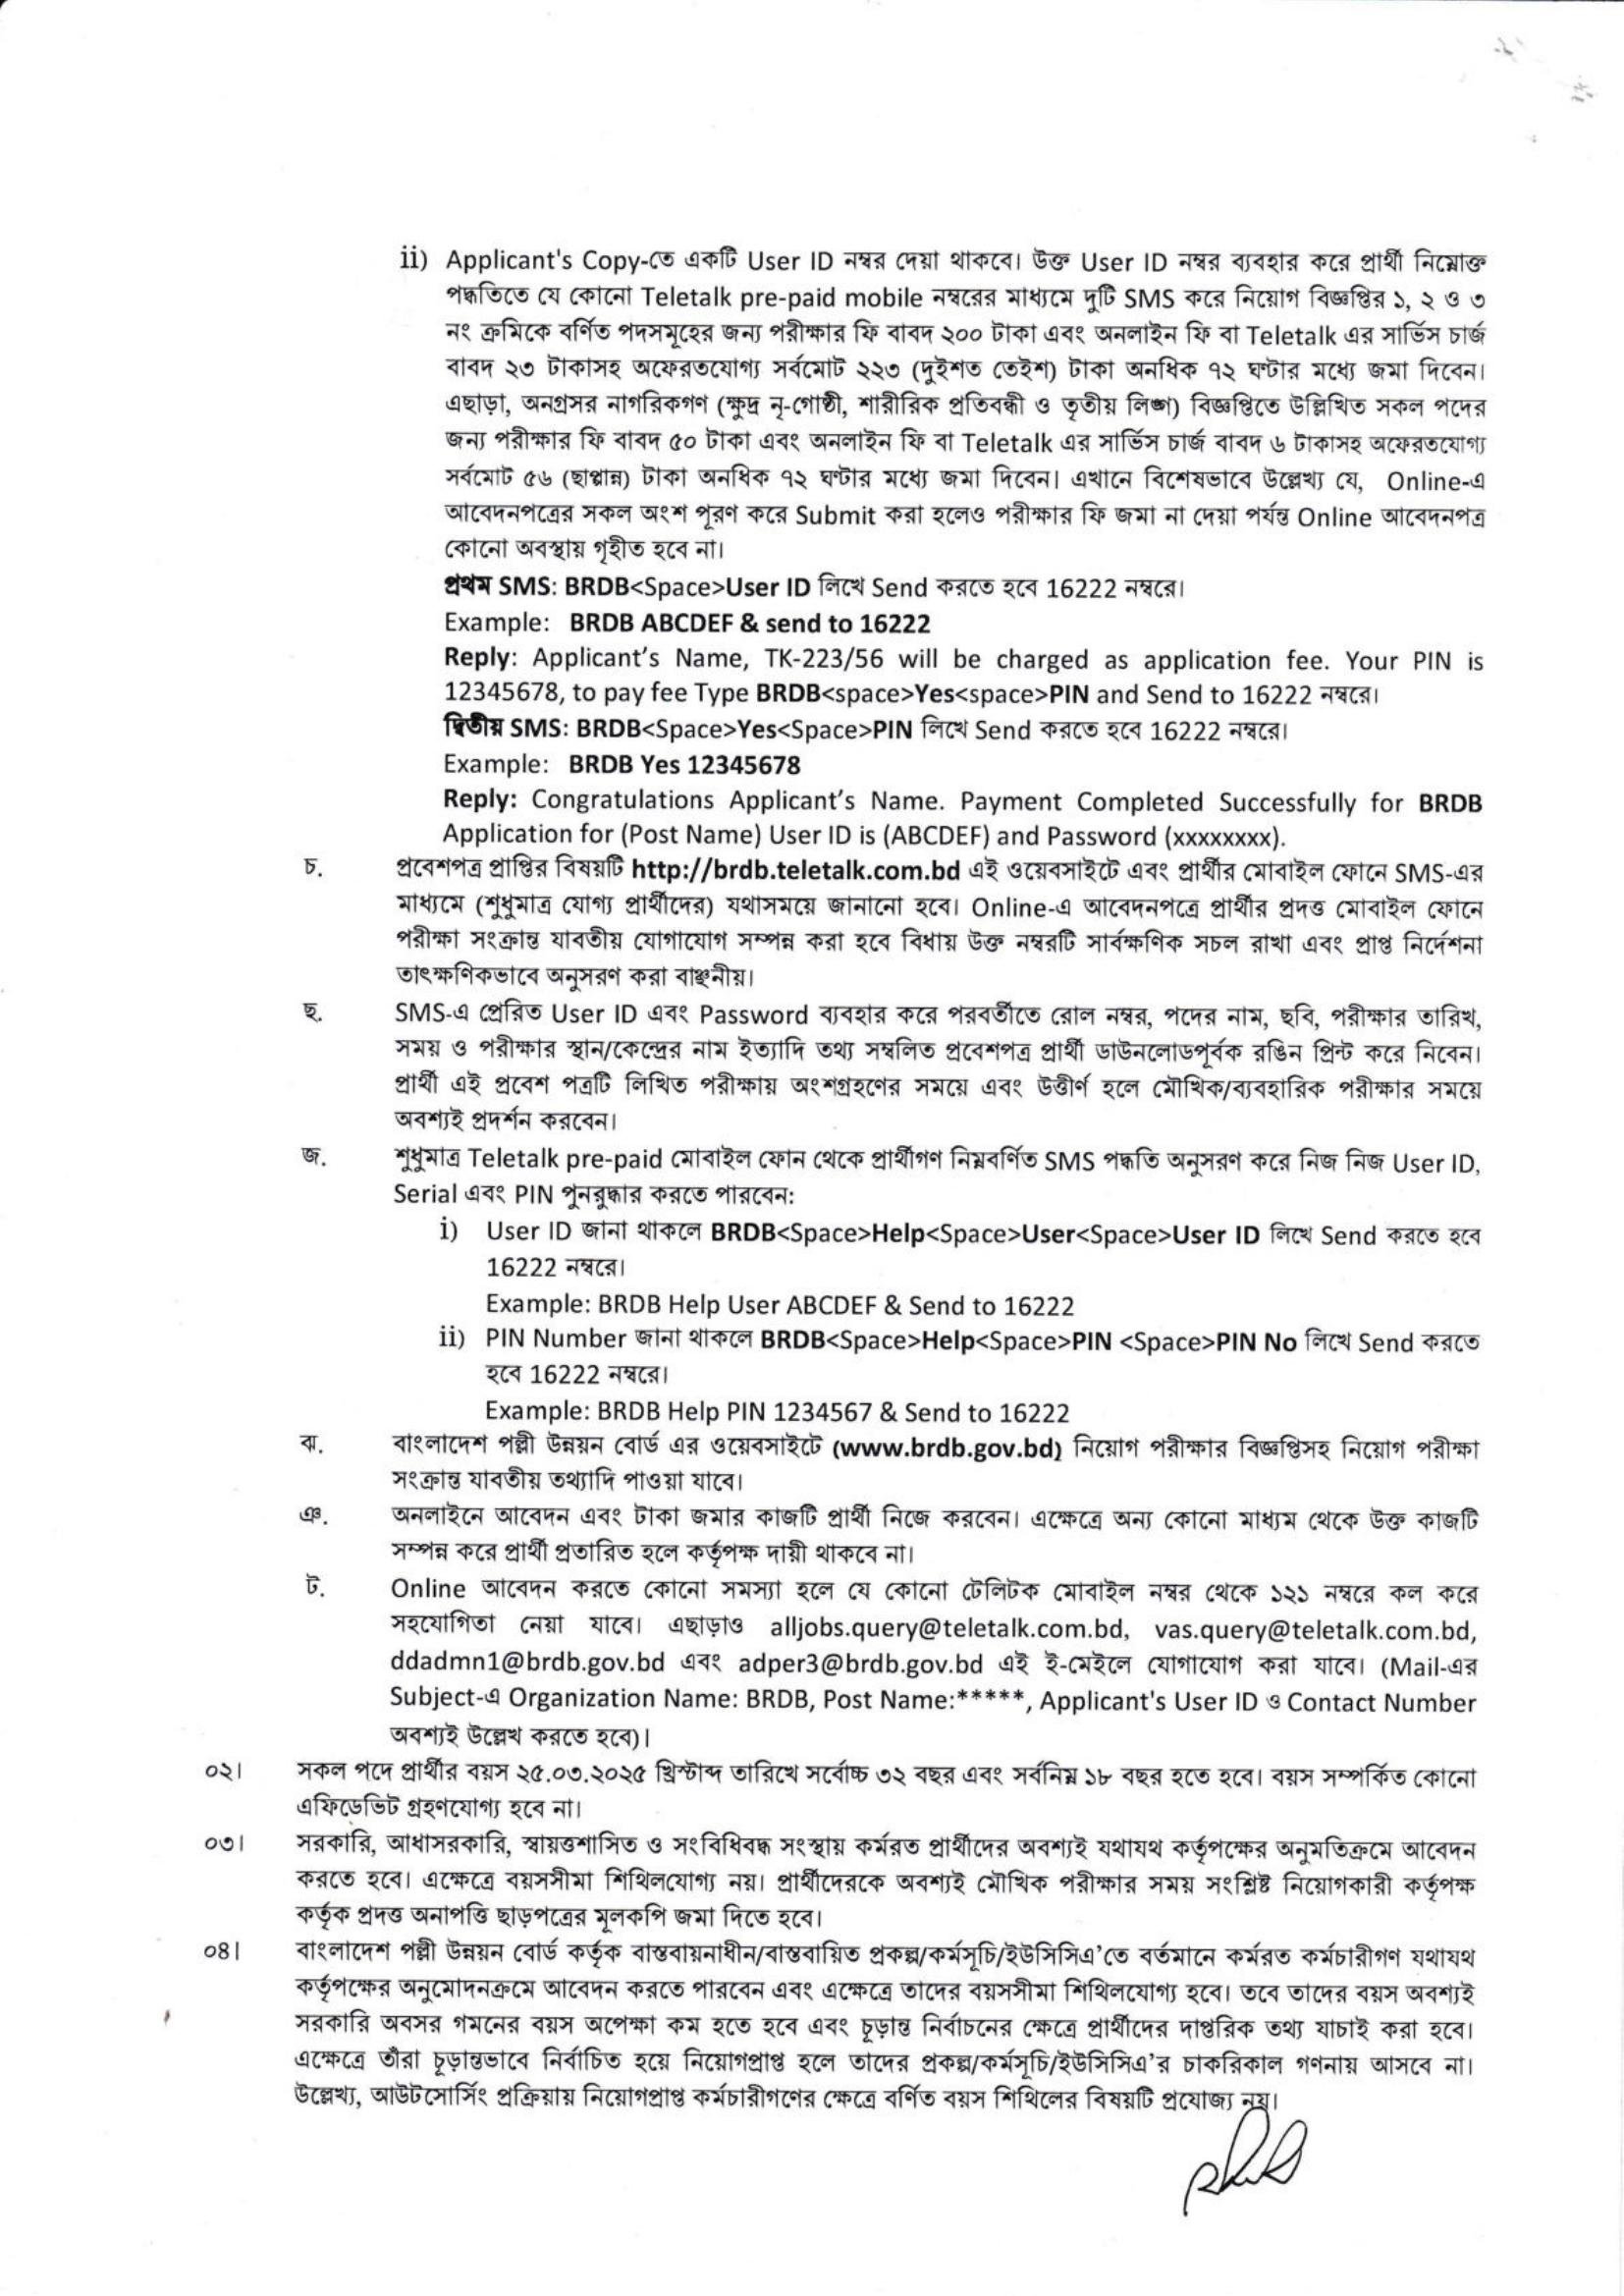 ii) Applicant's Copy-তে একটি User ID নম্বর দেয়া থাকবে। উক্ত User ID নম্বর ব্যবহার করে প্রার্থী নিম্নোক্ত
পদ্ধতিতে যে কোনো Teletalk pre-paid mobile নম্বরের মাধ্যমে দুটি SMS করে নিয়োগ বিজ্ঞপ্তির ১, ২ ও ৩
নং ক্রমিকে বর্ণিত পদসমূহের জন্য পরীক্ষার ফি বাবদ ২০০ টাকা এবং অনলাইন ফি বা Teletalk এর সার্ভিস চার্জ
বাবদ ২৩ টাকাসহ অফেরতযোগ্য সর্বমোট ২২৩ (দুইশত তেইশ) টাকা অনধিক ৭২ ঘণ্টার মধ্যে জমা দিবেন।
এছাড়া, অনগ্রসর নাগরিকগণ (ক্ষুদ্র নৃ-গোষ্ঠী, শারীরিক প্রতিবন্ধী ও তৃতীয় লিঙ্গ) বিজ্ঞপ্তিতে উল্লিখিত সকল পদের
জন্য পরীক্ষার ফি বাবদ ৫০ টাকা এবং অনলাইন ফি বা Teletalk এর সার্ভিস চার্জ বাবদ ৬ টাকাসহ অফেরতযোগ্য
সর্বমোট ৫৬ (ছাপ্পান্ন) টাকা অনধিক ৭২ ঘণ্টার মধ্যে জমা দিবেন। এখানে বিশেষভাবে উল্লেখ্য যে, Online-এ
আবেদনপত্রের সকল অংশ পূরণ করে Submit করা হলেও পরীক্ষার ফি জমা না দেয়া পর্যন্ত Online আবেদনপত্র
কোনো অবস্থায় গৃহীত হবে না।
প্রথম SMS: BRDB<Space>User ID লিখে Send করতে হবে 16222 নম্বরে।
Example: BRDB ABCDEF & send to 16222
Reply: Applicant's Name, TK-223/56 will be charged as application fee. Your PIN is
12345678, to pay fee Type BRDB<space>Yes<space>PIN and Send to 16222 নম্বরে।
দ্বিতীয় SMS: BRDB<Space>Yes<Space>PIN লিখে Send করতে হবে 16222 নম্বরে।
Example: BRDB Yes 12345678
Reply: Congratulations Applicant's Name. Payment Completed Successfully for BRDB
Application for (Post Name) User ID is (ABCDEF) and Password (xxxxxxxx).
চ. প্রবেশপত্র প্রাপ্তির বিষয়টি http://brdb.teletalk.com.bd এই ওয়েবসাইটে এবং প্রার্থীর মোবাইল ফোনে SMS-এর
মাধ্যমে (শুধুমাত্র যোগ্য প্রার্থীদের) যথাসময়ে জানানো হবে। Online-এ আবেদনপত্রে প্রার্থীর প্রদত্ত মোবাইল ফোনে
পরীক্ষা সংক্রান্ত যাবতীয় যোগাযোগ সম্পন্ন করা হবে বিধায় উক্ত নম্বরটি সার্বক্ষণিক সচল রাখা এবং প্রাপ্ত নির্দেশনা
তাৎক্ষণিকভাবে অনুসরণ করা বাঞ্ছনীয়।
ছ. SMS-এ প্রেরিত User ID এবং Password ব্যবহার করে পরবর্তীতে রোল নম্বর, পদের নাম, ছবি, পরীক্ষার তারিখ,
সময় ও পরীক্ষার স্থান/কেন্দ্রের নাম ইত্যাদি তথ্য সম্বলিত প্রবেশপত্র প্রার্থী ডাউনলোডপূর্বক রঙিন প্রিন্ট করে নিবেন।
প্রার্থী এই প্রবেশ পত্রটি লিখিত পরীক্ষায় অংশগ্রহণের সময়ে এবং উত্তীর্ণ হলে মৌখিক/ব্যবহারিক পরীক্ষার সময়ে
অবশ্যই প্রদর্শন করবেন।
জ. শুধুমাত্র Teletalk pre-paid মোবাইল ফোন থেকে প্রার্থীগণ নিম্নবর্ণিত SMS পদ্ধতি অনুসরণ করে নিজ নিজ User ID,
Serial এবং PIN পুনরুদ্ধার করতে পারবেন:
i) User ID জানা থাকলে BRDB<Space>Help<Space>User<Space>User ID লিখে Send করতে হবে
16222 নম্বরে।
Example: BRDB Help User ABCDEF & Send to 16222
ii) PIN Number জানা থাকলে BRDB<Space>Help<Space>PIN <Space>PIN No লিখে Send করতে
হবে 16222 নম্বরে।
Example: BRDB Help PIN 1234567 & Send to 16222
ঝ. বাংলাদেশ পল্লী উন্নয়ন বোর্ড এর ওয়েবসাইটে (www.brdb.gov.bd) নিয়োগ পরীক্ষার বিজ্ঞপ্তিসহ নিয়োগ পরীক্ষা
সংক্রান্ত যাবতীয় তথ্যাদি পাওয়া যাবে।
ঞ. অনলাইনে আবেদন এবং টাকা জমার কাজটি প্রার্থী নিজে করবেন। এক্ষেত্রে অন্য কোনো মাধ্যম থেকে উক্ত কাজটি
সম্পন্ন করে প্রার্থী প্রতারিত হলে কর্তৃপক্ষ দায়ী থাকবে না।
ট. Online আবেদন করতে কোনো সমস্যা হলে যে কোনো টেলিটক মোবাইল নম্বর থেকে ১২১ নম্বরে কল করে
সহযোগিতা নেয়া যাবে। এছাড়াও alljobs.query@teletalk.com.bd, vas.query@teletalk.com.bd,
ddadmn1@brdb.gov.bd এবং adper3@brdb.gov.bd এই ই-মেইলে যোগাযোগ করা যাবে। (Mail-এর
Subject-এ Organization Name: BRDB, Post Name:*****, Applicant's User ID ও Contact Number
অবশ্যই উল্লেখ করতে হবে)।
০২। সকল পদে প্রার্থীর বয়স ২৫.০৩.২০২৫ খ্রিস্টাব্দ তারিখে সর্বোচ্চ ৩২ বছর এবং সর্বনিম্ন ১৮ বছর হতে হবে। বয়স সম্পর্কিত কোনো
এফিডেভিট গ্রহণযোগ্য হবে না।
০৩। সরকারি, আধাসরকারি, স্বায়ত্তশাসিত ও সংবিধিবদ্ধ সংস্থায় কর্মরত প্রার্থীদের অবশ্যই যথাযথ কর্তৃপক্ষের অনুমতিক্রমে আবেদন
করতে হবে। এক্ষেত্রে বয়সসীমা শিথিলযোগ্য নয়। প্রার্থীদেরকে অবশ্যই মৌখিক পরীক্ষার সময় সংশ্লিষ্ট নিয়োগকারী কর্তৃপক্ষ
কর্তৃক প্রদত্ত অনাপত্তি ছাড়পত্রের মূলকপি জমা দিতে হবে।
০৪। বাংলাদেশ পল্লী উন্নয়ন বোর্ড কর্তৃক বাস্তবায়নাধীন/বাস্তবায়িত প্রকল্প/কর্মসূচি/ইউসিসিএ'তে বর্তমানে কর্মরত কর্মচারীগণ যথাযথ
কর্তৃপক্ষের অনুমোদনক্রমে আবেদন করতে পারবেন এবং এক্ষেত্রে তাদের বয়সসীমা শিথিলযোগ্য হবে। তবে তাদের বয়স অবশ্যই
সরকারি অবসর গমনের বয়স অপেক্ষা কম হতে হবে এবং চূড়ান্ত নির্বাচনের ক্ষেত্রে প্রার্থীদের দাপ্তরিক তথ্য যাচাই করা হবে।
এক্ষেত্রে তাঁরা চূড়ান্তভাবে নির্বাচিত হয়ে নিয়োগপ্রাপ্ত হলে তাদের প্রকল্প/কর্মসূচি/ইউসিসিএ'র চাকরিকাল গণনায় আসবে না।
উল্লেখ্য, আউটসোর্সিং প্রক্রিয়ায় নিয়োগপ্রাপ্ত কর্মচারীগণের ক্ষেত্রে বর্ণিত বয়স শিথিলের বিষয়টি প্রযোজ্য নয়।